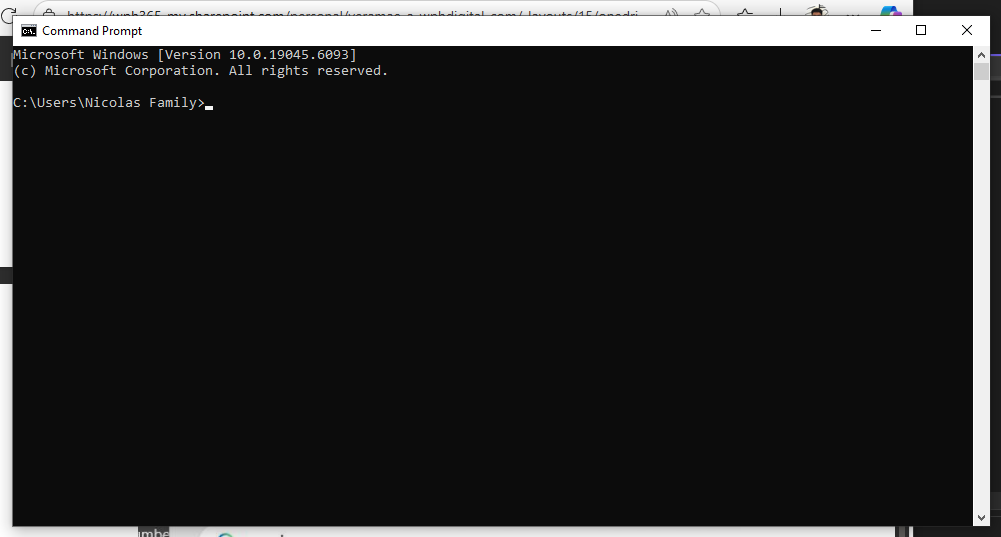 Command Prompt
Microsoft Windows [Version 10.0.19045.6093]
(c) Microsoft Corporation. All rights reserved.
C:\Users\Nicolas Family>